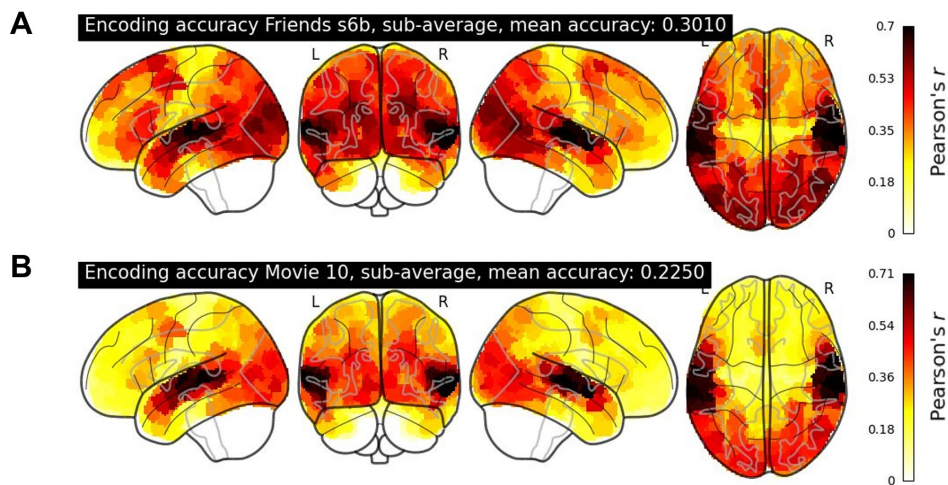 A
Encoding accuracy Friends s6b, sub-average, mean accuracy: 0.3010
L R L R
0.7
0.53
0.35
0.18
0
Pearson's r
B
Encoding accuracy Movie 10, sub-average, mean accuracy: 0.2250
L R L R
0.71
0.54
0.36
0.18
0
Pearson's r